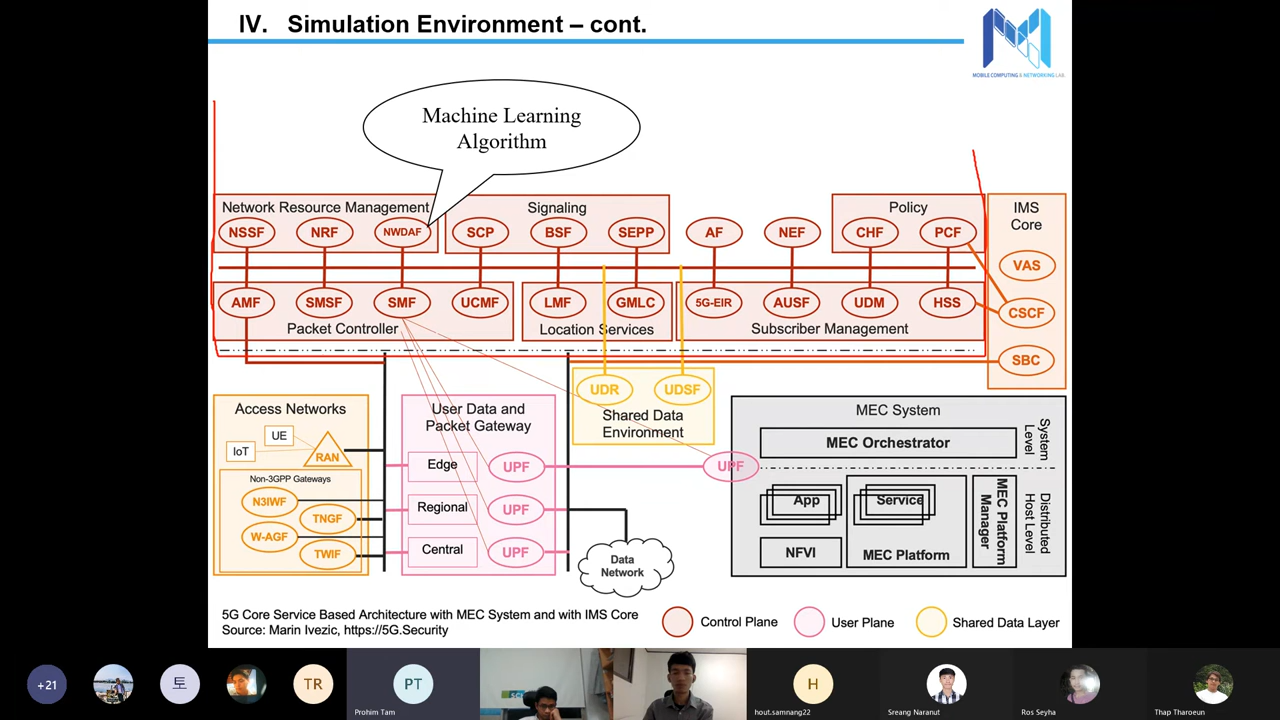 IV. Simulation Environment – cont.
MOBILE COMPUTING & NETWORKING LAB.
Machine Learning
Algorithm
Network Resource Management
Signaling
Policy
IMS
Core
NSSF
NRF
NWDAF
SCP
BSF
SEPP
AF
NEF
CHF
PCF
VAS
AMF
SMSF
SMF
UCMF
LMF
GMLC
5G-EIR
AUSF
UDM
HSS
CSCF
Packet Controller
Location Services
Subscriber Management
SBC
UDR
UDSF
Shared Data
Environment
Access Networks
UE
IoT
RAN
Non-3GPP Gateways
N3IWF
TNGF
W-AGF
TWIF
User Data and
Packet Gateway
Edge
UPF
Regional
UPF
Central
UPF
UPF
Data
Network
MEC System
MEC Orchestrator
System
Level
App
Service
NFVI
MEC Platform
MEC Platform
Manager
Distributed
Host Level
5G Core Service Based Architecture with MEC System and with IMS Core
Source: Marin Ivezic, https://5G.Security
Control Plane
User Plane
Shared Data Layer
+21
토
TR
PT
Prohim Tam
H
hout.samnang22
Sreang Naranut
Ros Seyha
Thap Tharoeun